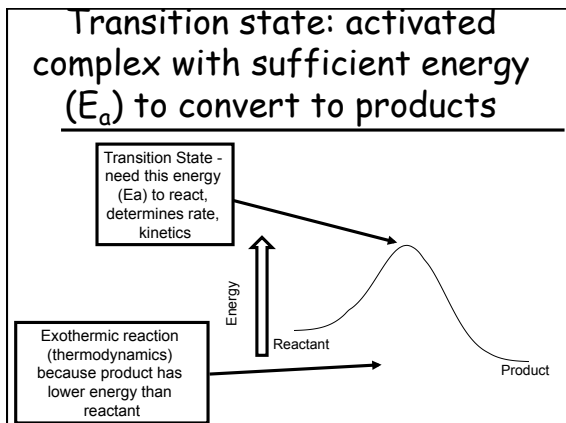 Transition state: activated
complex with sufficient energy
(Ea) to convert to products
Transition State -
need this energy
(Ea) to react,
determines rate,
kinetics
Energy
Reactant
Product
Exothermic reaction
(thermodynamics)
because product has
lower energy than
reactant